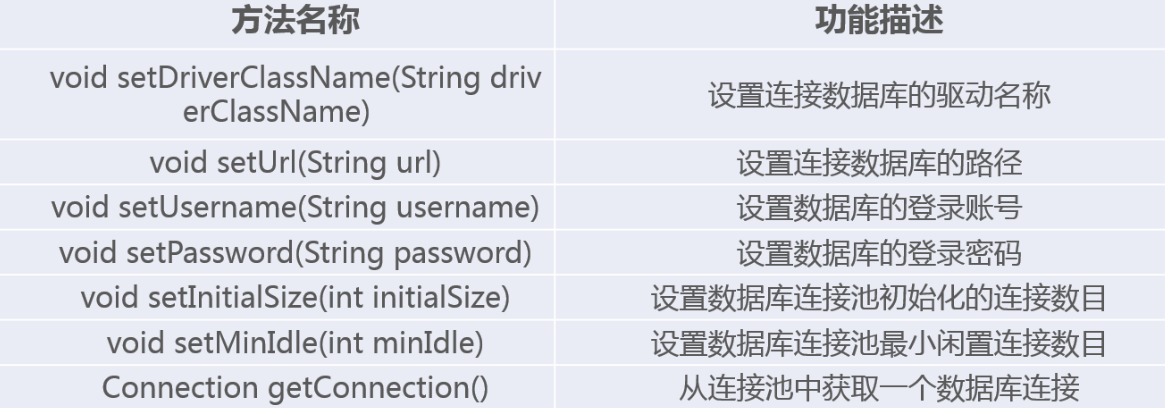 方法名称 功能描述
void setDriverClassName(String driv
erClassName) 设置连接数据库的驱动名称
void setUrl(String url) 设置连接数据库的路径
void setUsername(String username) 设置数据库的登录账号
void setPassword(String password) 设置数据库的登录密码
void setInitialSize(int initialSize) 设置数据库连接池初始化的连接数目
void setMinIdle(int minIdle) 设置数据库连接池最小闲置连接数目
Connection getConnection() 从连接池中获取一个数据库连接